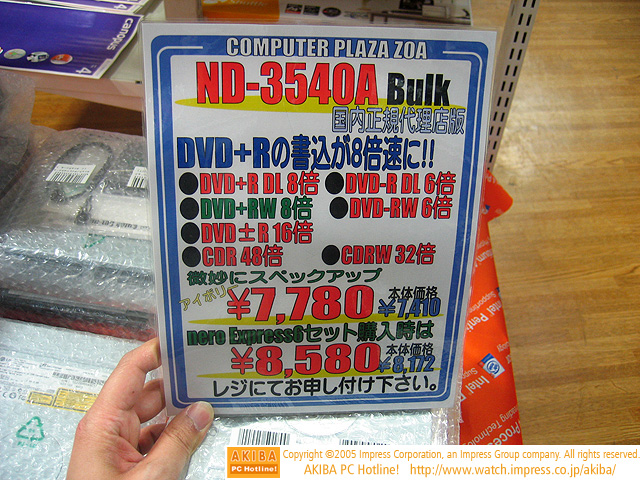 canopus
4
COMPUTER PLAZA ZOA
ND-3540A Bulk
国内正規代理店版
DVD+Rの書込が8倍速に!!
●DVD+R DL 8倍 ●DVD-R DL 6倍
●DVD+RW 8倍 ●DVD-RW 6倍
●DVD±R 16倍
●CDR 48倍 ●CDRW 32倍
微妙にスペックアップ
アイボリー
¥7,780 本体価格 ¥7,410
nero Express6セット購入時は
¥8,580 本体価格 ¥8,172
レジにてお申し付け下さい。
Intel
AKIBA PC Hotline!
Copyright ©2005 Impress Corporation, an Impress Group company. All rights reserved.
AKIBA PC Hotline! http://www.watch.impress.co.jp/akiba/